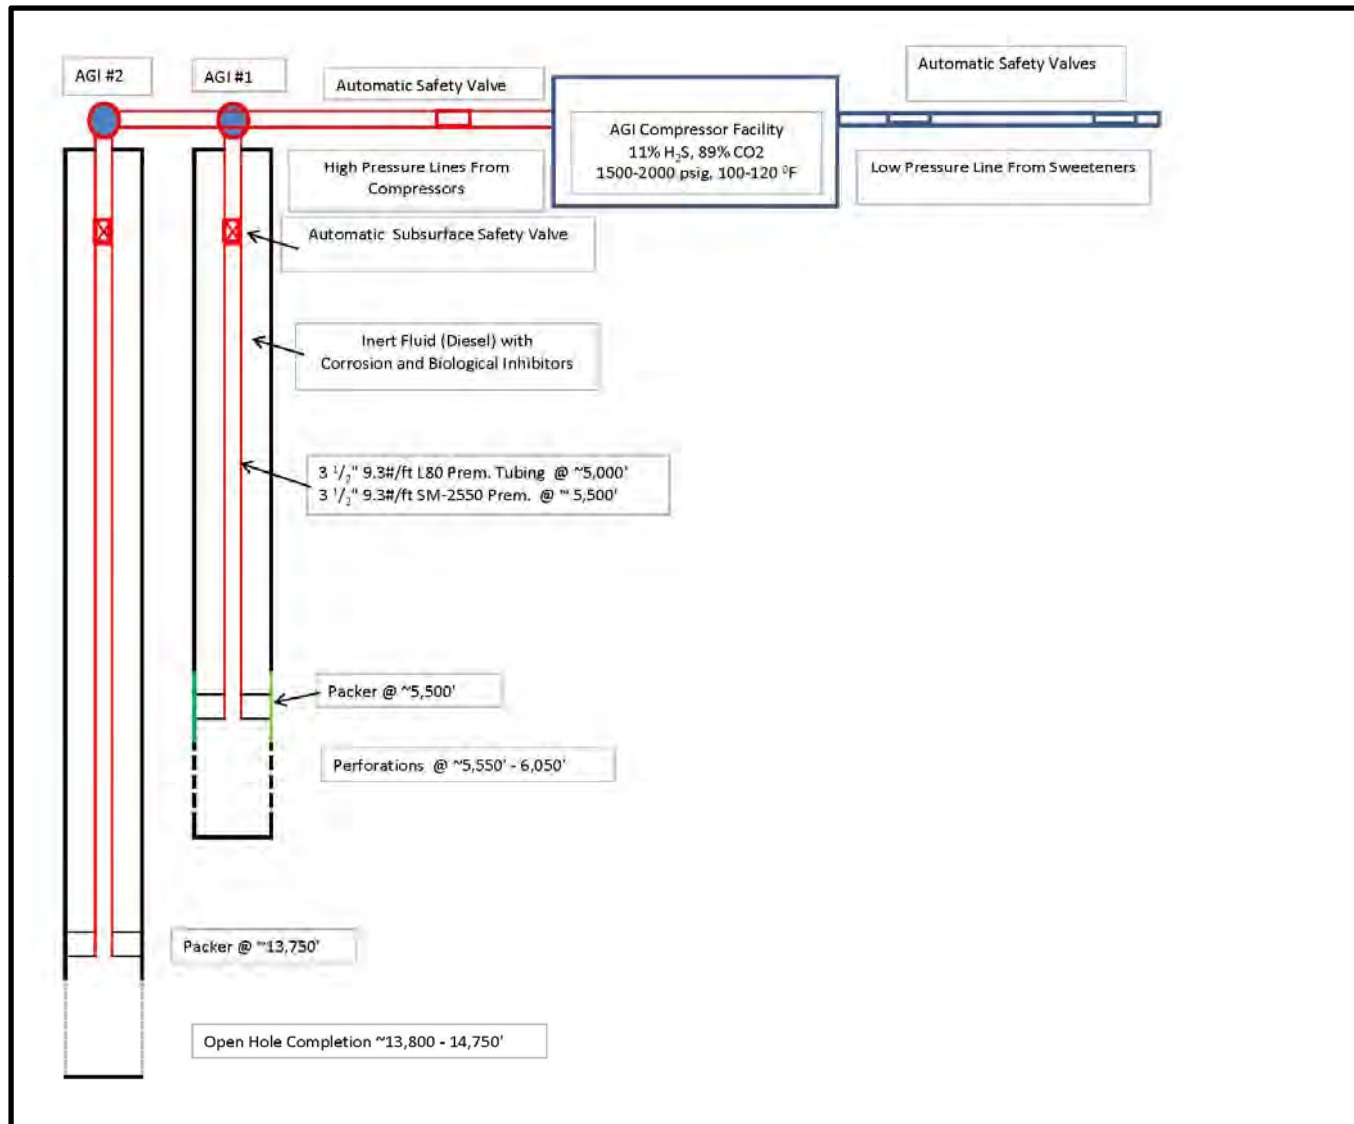 AGI #2
AGI #1
Automatic Safety Valve
Automatic Safety Valves
AGI Compressor Facility
11% H₂S, 89% CO2
1500-2000 psig, 100-120 ⁰F
High Pressure Lines From
Compressors
Low Pressure Line From Sweeteners
Automatic Subsurface Safety Valve
Inert Fluid (Diesel) with
Corrosion and Biological Inhibitors
3 ¹/₂" 9.3#/ft L80 Prem. Tubing @ ~5,000'
3 ¹/₂" 9.3#/ft SM-2550 Prem. @ ~ 5,500'
Packer @ ~5,500'
Perforations @ ~5,550' - 6,050'
Packer @ ~13,750'
Open Hole Completion ~13,800 - 14,750'